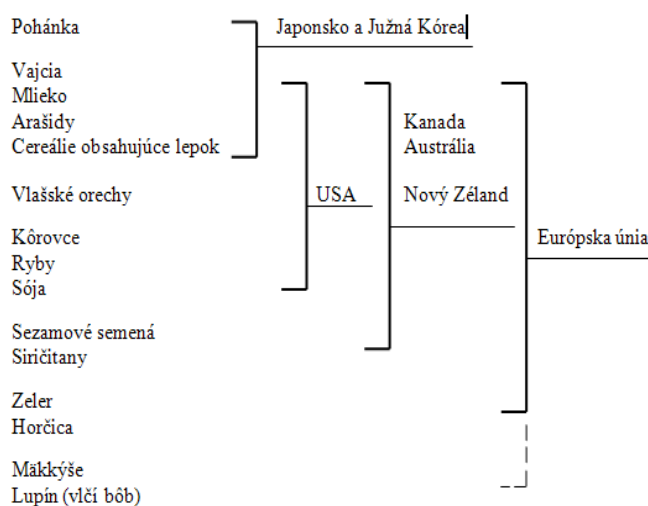 Pohánka
Japonsko a Južná Kórea
Vajcia
Mlieko
Arašidy
Cereálie obsahujúce lepok
Kanada
Austrália
Vlašské orechy
USA
Nový Zéland
Kôrovce
Ryby
Sója
Európska únia
Sezamové semená
Siričitany
Zeler
Horčica
Mäkkýše
Lupín (vlčí bôb)